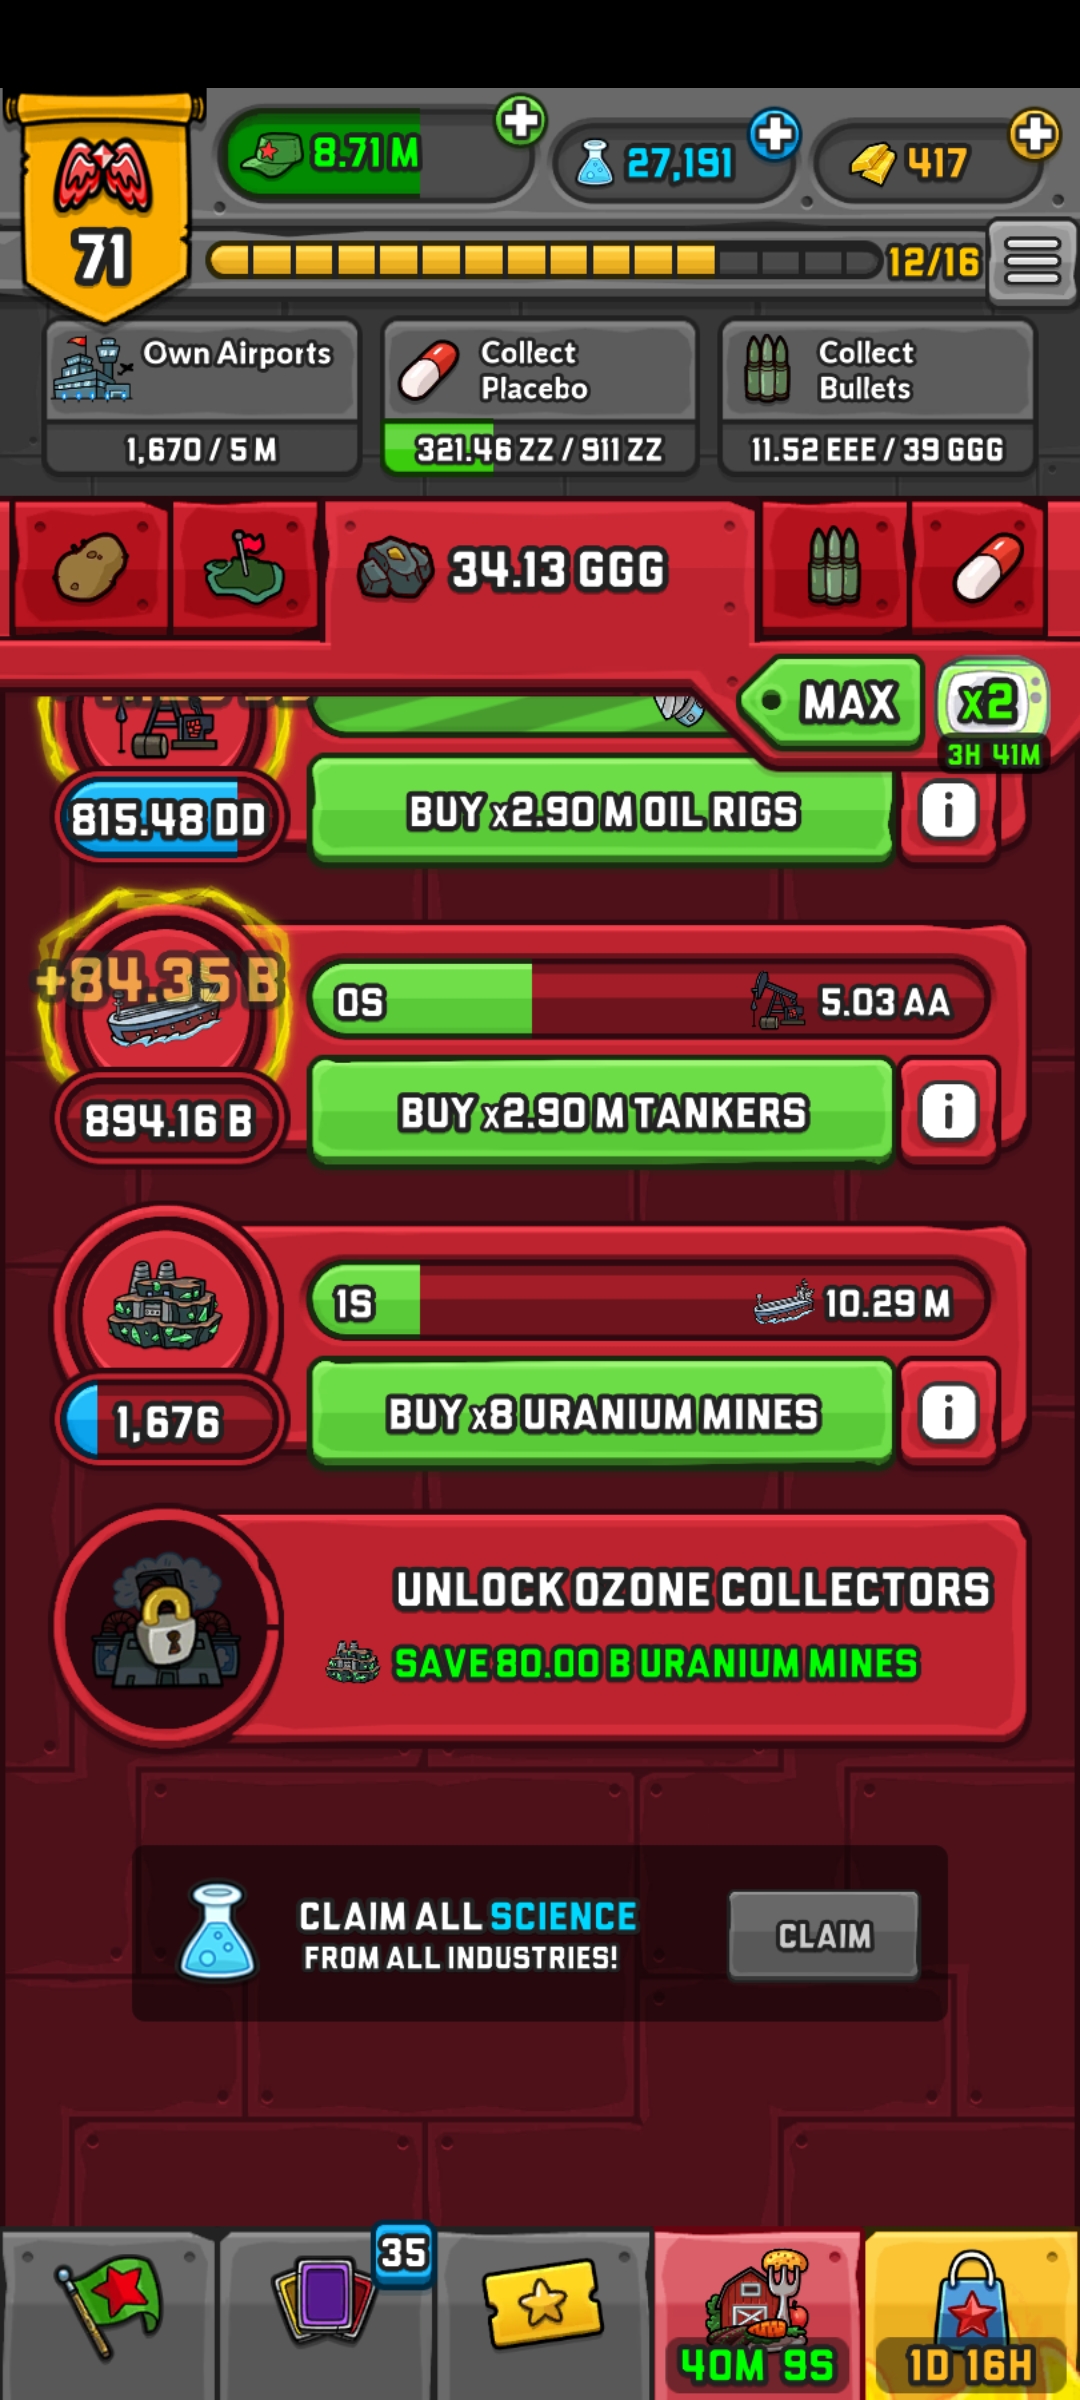 8.71 M
27,191
417
71
12/16
Own Airports
1,670 / 5 M
Collect
Placebo
321.46 ZZ / 911 ZZ
Collect
Bullets
11.52 EEE / 39 GGG
34.13 GGG
MAX
x2
3H 41M
815.48 DD
BUY x2.90 M OIL RIGS
i
+84.35 B
0S
5.03 AA
894.16 B
BUY x2.90 M TANKERS
i
1S
10.29 M
1,676
BUY x8 URANIUM MINES
i
UNLOCK OZONE COLLECTORS
SAVE 80.00 B URANIUM MINES
CLAIM ALL SCIENCE
FROM ALL INDUSTRIES!
CLAIM
35
40M 9S
1D 16H